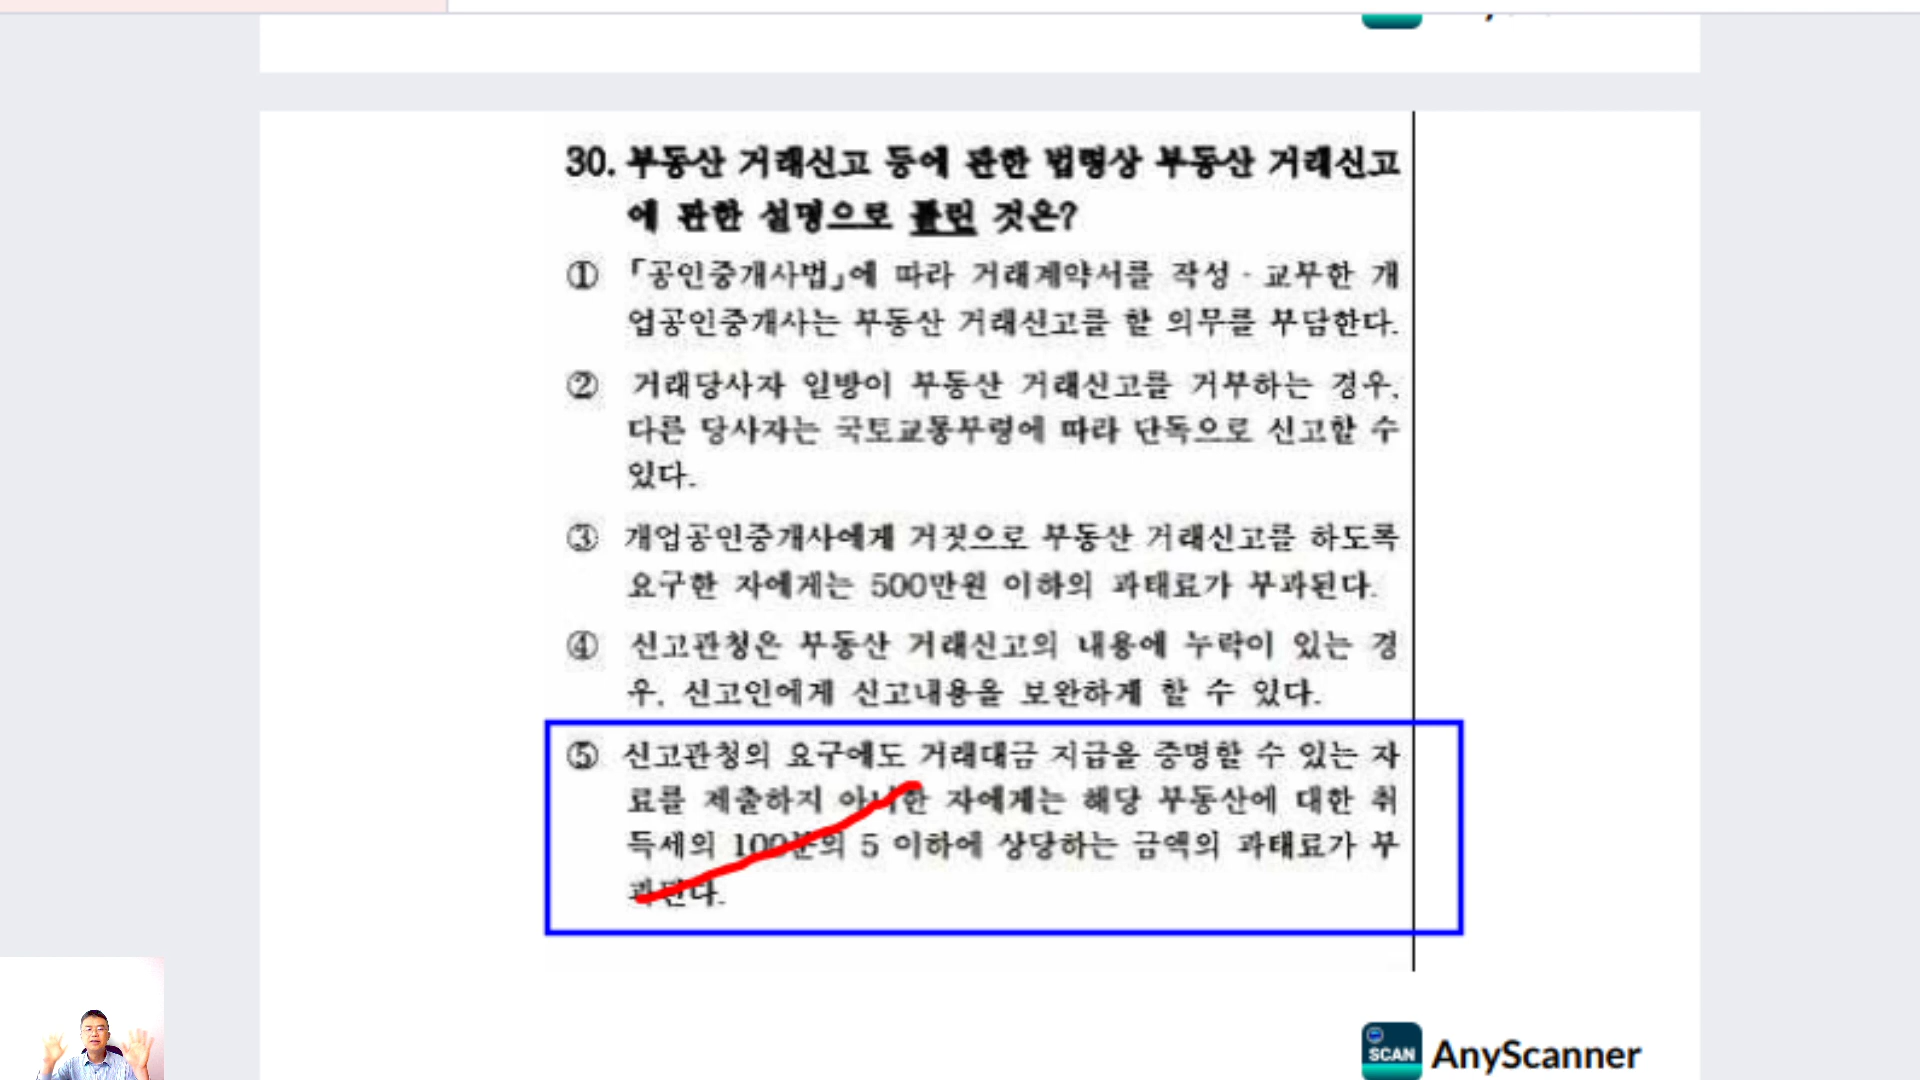 30. 부동산 거래신고 등에 관한 법령상 부동산 거래신고
에 관한 설명으로 틀린 것은?
① 「공인중개사법」에 따라 거래계약서를 작성·교부한 개
업공인중개사는 부동산 거래신고를 할 의무를 부담한다.
② 거래당사자 일방이 부동산 거래신고를 거부하는 경우,
다른 당사자는 국토교통부령에 따라 단독으로 신고할 수
있다.
③ 개업공인중개사에게 거짓으로 부동산 거래신고를 하도록
요구한 자에게는 500만원 이하의 과태료가 부과된다.
④ 신고관청은 부동산 거래신고의 내용에 누락이 있는 경
우, 신고인에게 신고내용을 보완하게 할 수 있다.
⑤ 신고관청의 요구에도 거래대금 지급을 증명할 수 있는 자
료를 제출하지 아니한 자에게는 해당 부동산에 대한 취
득세의 100분의 5 이하에 상당하는 금액의 과태료가 부
과된다.
SCAN AnyScanner